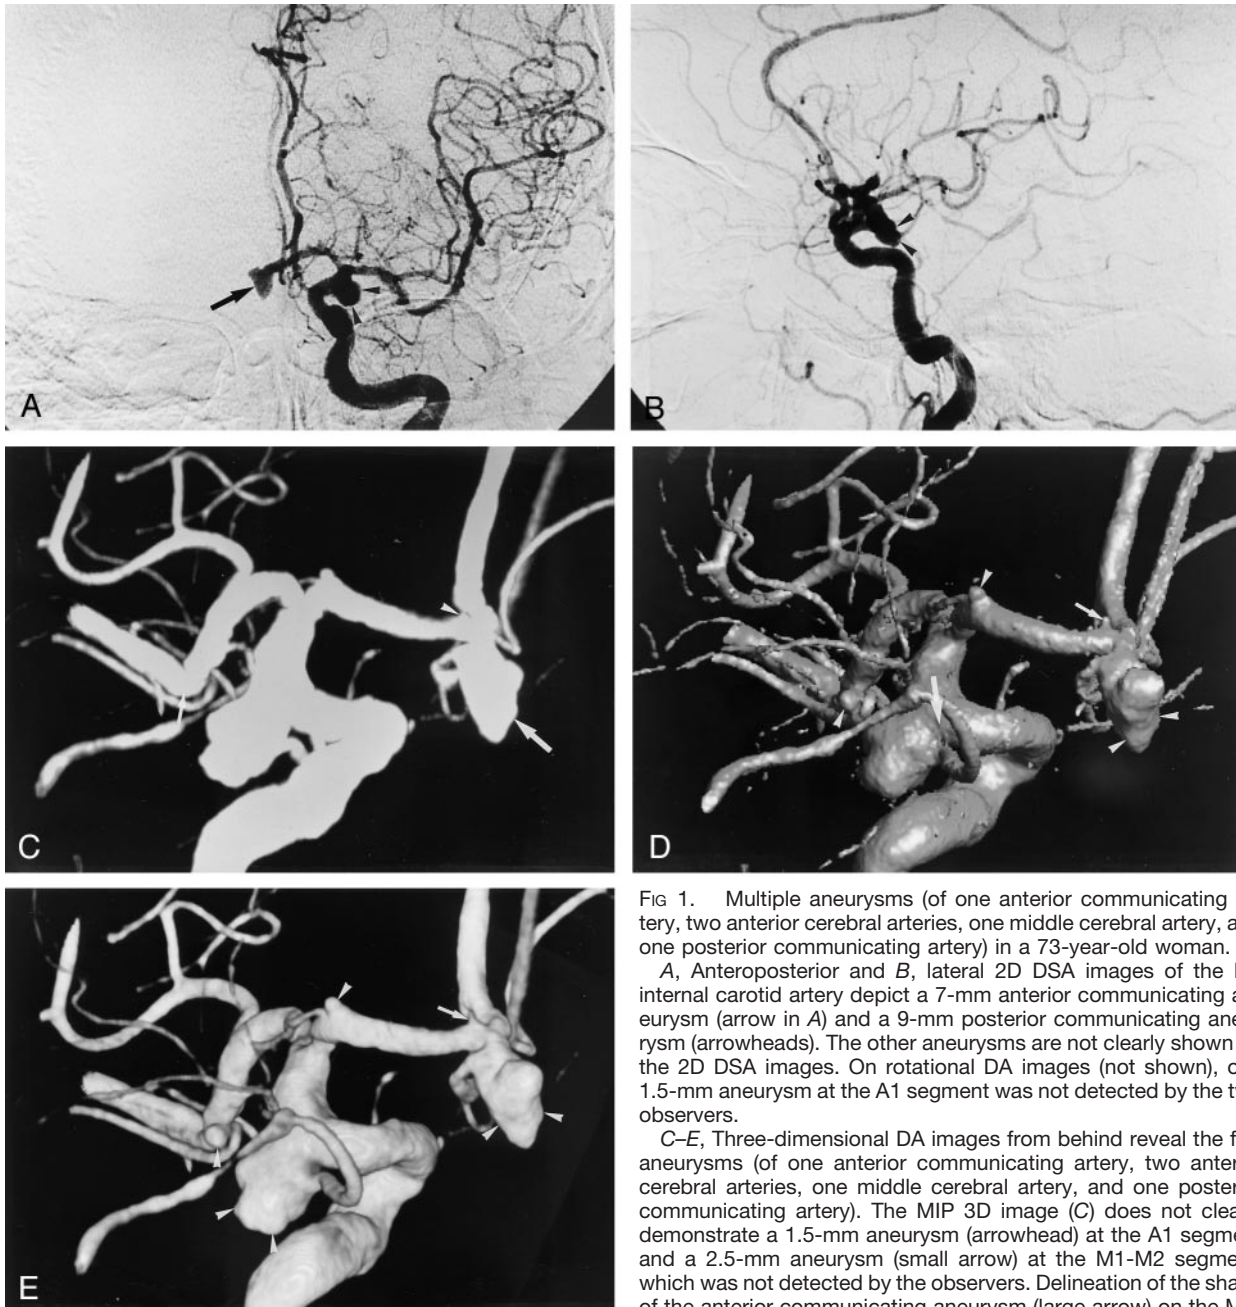 A
B
C
D
E
FIG 1. Multiple aneurysms (of one anterior communicating
tery, two anterior cerebral arteries, one middle cerebral artery, a
one posterior communicating artery) in a 73-year-old woman.
A, Anteroposterior and B, lateral 2D DSA images of the
internal carotid artery depict a 7-mm anterior communicating a
eurysm (arrow in A) and a 9-mm posterior communicating ane
rysm (arrowheads). The other aneurysms are not clearly shown
the 2D DSA images. On rotational DA images (not shown), o
1.5-mm aneurysm at the A1 segment was not detected by the tw
observers.
C–E, Three-dimensional DA images from behind reveal the f
aneurysms (of one anterior communicating artery, two anter
cerebral arteries, one middle cerebral artery, and one poster
communicating artery). The MIP 3D image (C) does not clea
demonstrate a 1.5-mm aneurysm (arrowhead) at the A1 segme
and a 2.5-mm aneurysm (small arrow) at the M1-M2 segme
which was not detected by the observers. Delineation of the sha
of the anterior communicating aneurysm (large arrow) on the M